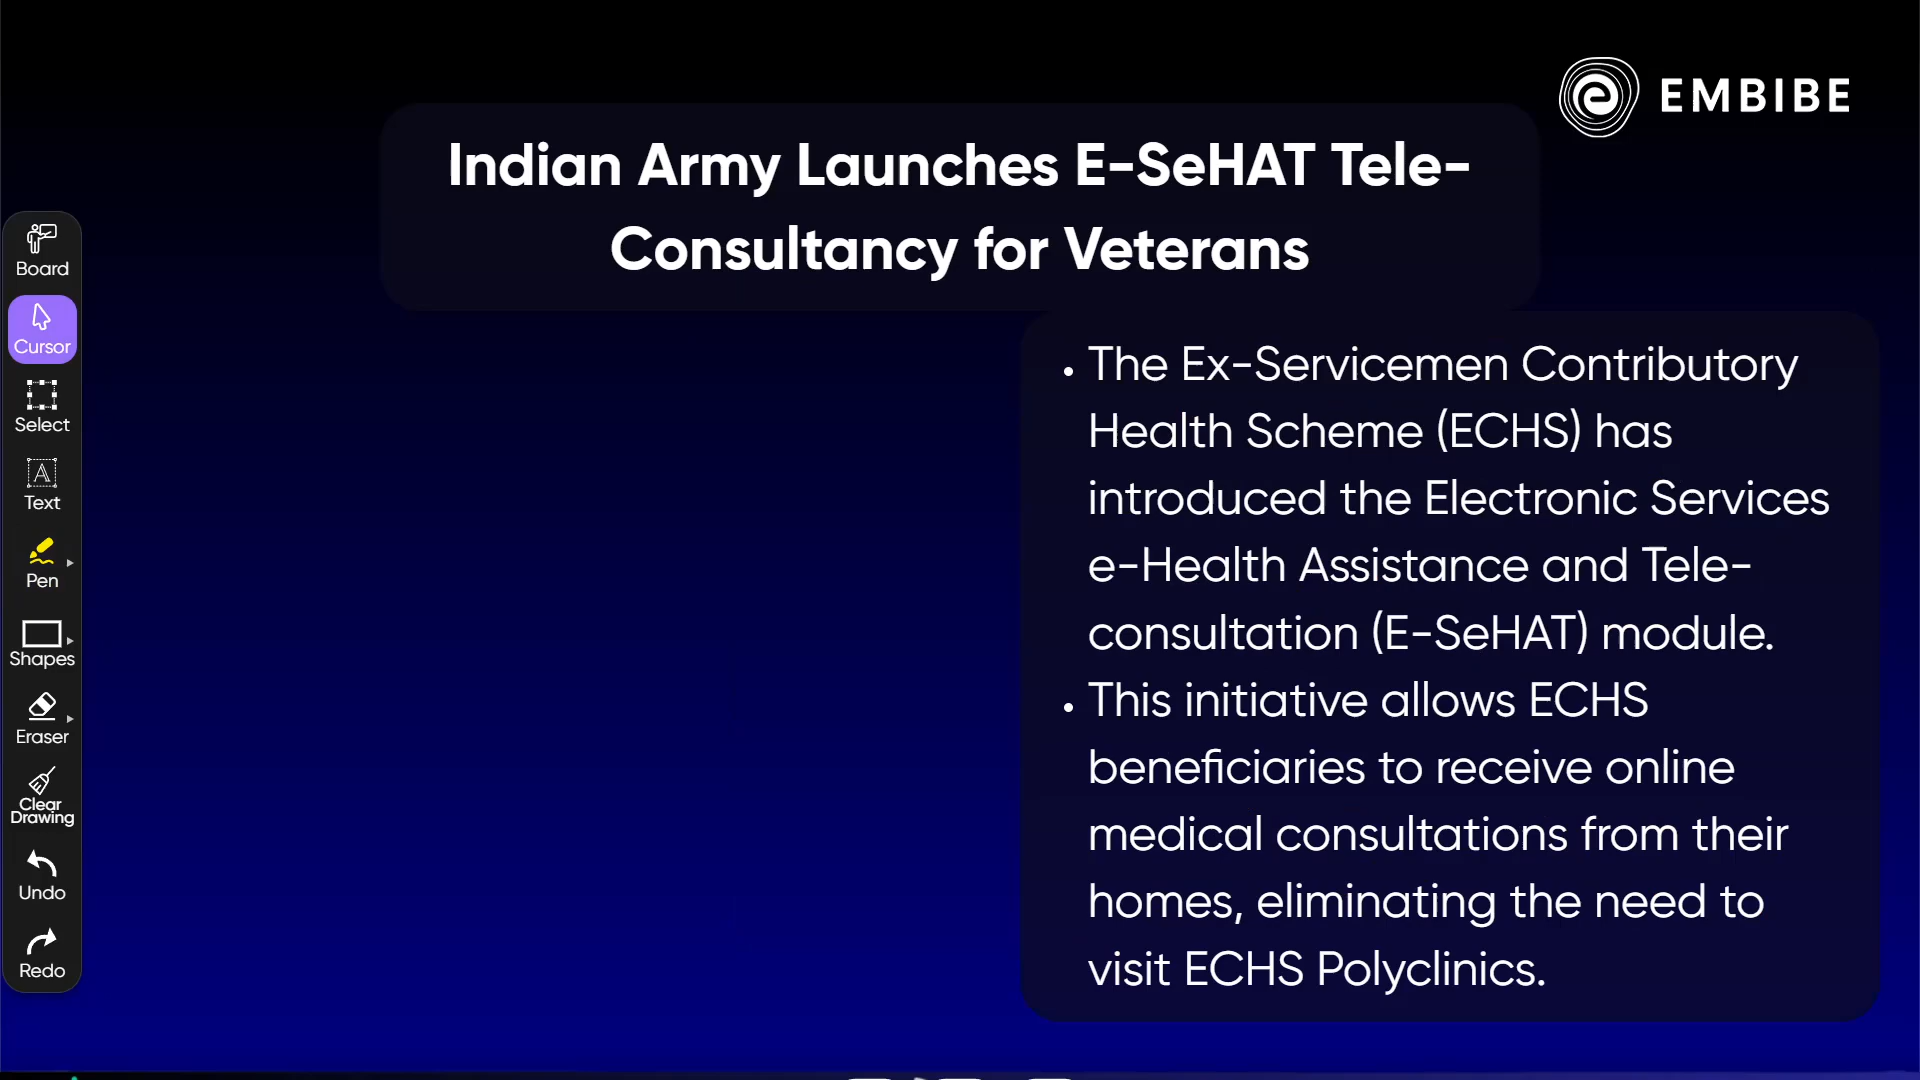 EMBIBE
Indian Army Launches E-SeHAT Tele-
Consultancy for Veterans
Board
Cursor
Select
Text
Pen
Shapes
Eraser
Clear
Drawing
Undo
Redo
• The Ex-Servicemen Contributory
Health Scheme (ECHS) has
introduced the Electronic Services
e-Health Assistance and Tele-
consultation (E-SeHAT) module.
• This initiative allows ECHS
beneficiaries to receive online
medical consultations from their
homes, eliminating the need to
visit ECHS Polyclinics.